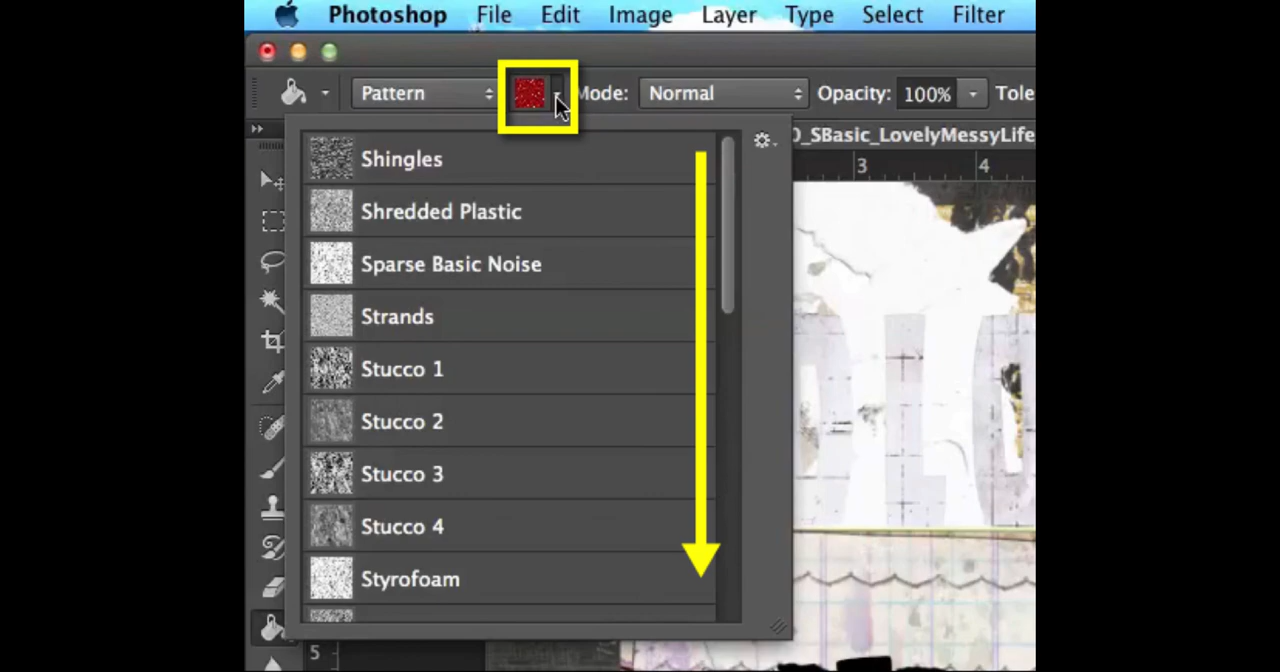 Photoshop File Edit Image Layer Type Select Filter
Pattern Mode: Normal Opacity: 100% Tole
0_SBasic_LovelyMessyLife
3 4
Shingles
Shredded Plastic
Sparse Basic Noise
Strands
Stucco 1
Stucco 2
Stucco 3
Stucco 4
Styrofoam
5